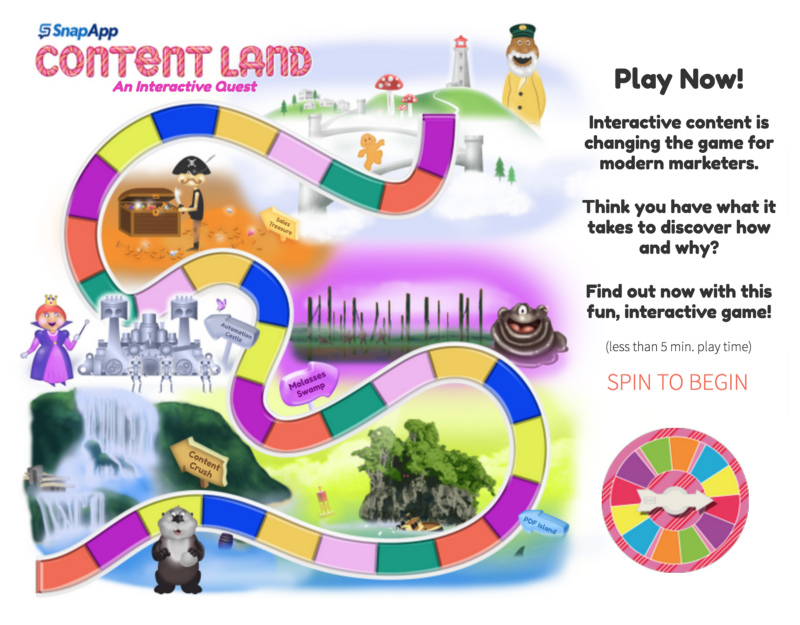 SnapApp
CONTENT LAND
An Interactive Quest
Play Now!
Interactive content is
changing the game for
modern marketers.
Think you have what it
takes to discover how
and why?
Find out now with this
fun, interactive game!
(less than 5 min. play time)
SPIN TO BEGIN
Sales
Treasure
Automation
Castle
Molasses
Swamp
Content
Crush
PDF Island